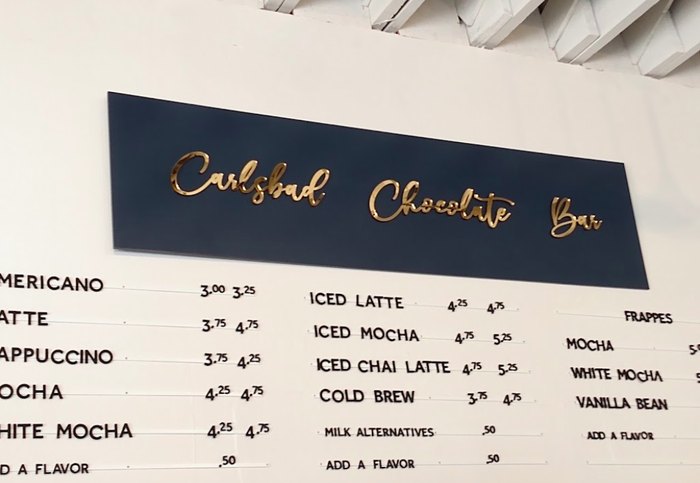 Carlsbad Chocolate Bar
MERICANO 3.00 3.25
ATTE 3.75 4.75
APPUCCINO 3.75 4.25
OCHA 4.25 4.75
HITE MOCHA 4.25 4.75
D A FLAVOR .50
ICED LATTE 4.25 4.75
ICED MOCHA 4.75 5.25
ICED CHAI LATTE 4.75 5.25
COLD BREW 3.75 4.75
MILK ALTERNATIVES .50
ADD A FLAVOR .50
FRAPPES
MOCHA
WHITE MOCHA
VANILLA BEAN
ADD A FLAVOR